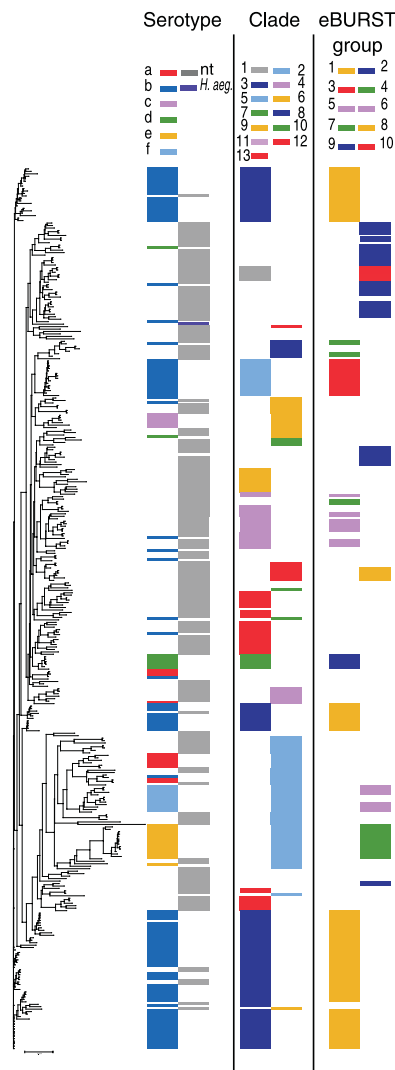 Serotype
Clade
eBURST group
a nt
b H. aeg.
c
d
e
f
1 2
3 4
5 6
7 8
9 10
11 12
13
1 2
3 4
5 6
7 8
9 10